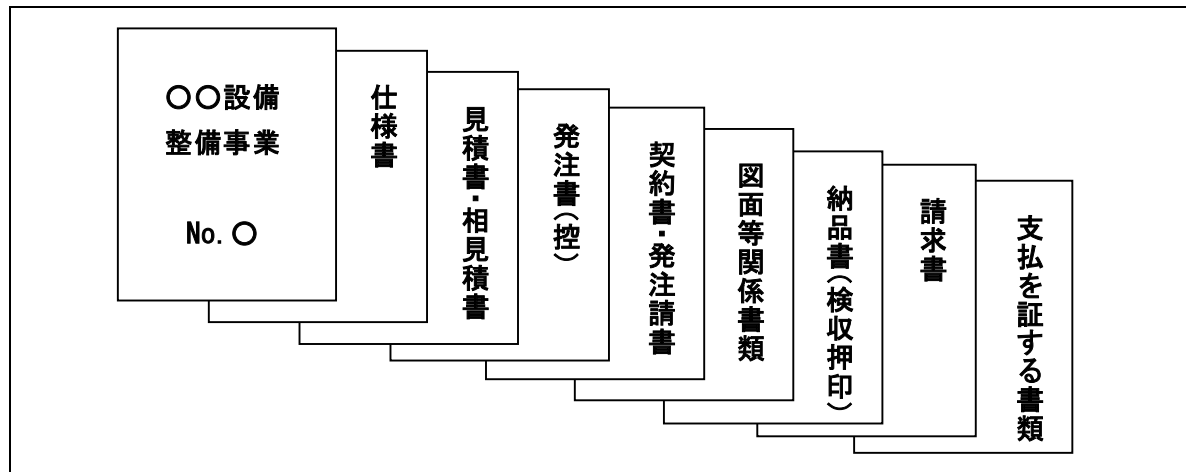 ○○設備
整備事業
No. ○
仕様書
見積書・相見積書
発注書（控）
契約書・発注請書
図面等関係書類
納品書（検収押印）
請求書
支払を証する書類